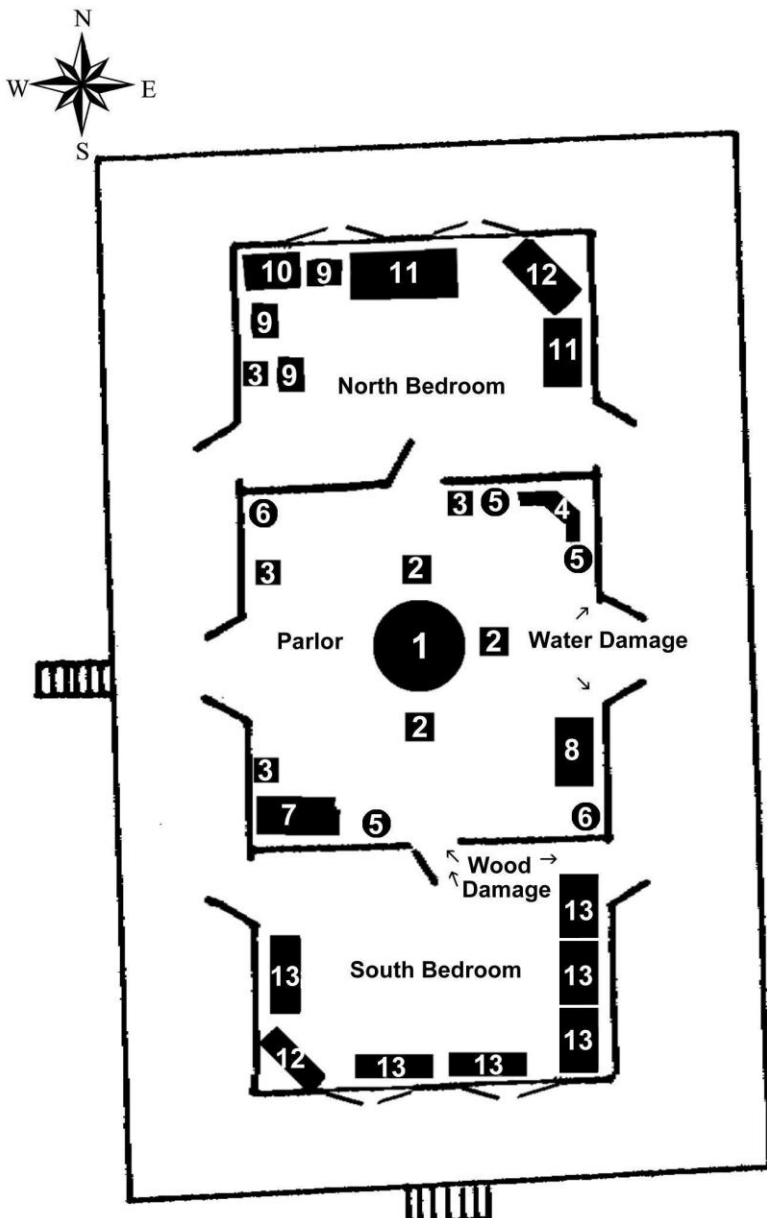 N
W E
S
10 9 11 12
9
11
3 9
North Bedroom
6 3 5 4
5
3 2
Parlor 1 2 Water Damage
2
8
3
7 5 6
Wood
Damage
13
13 South Bedroom 13
12 13 13 13